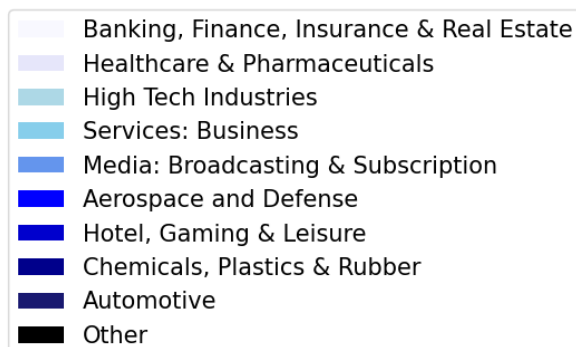 Banking, Finance, Insurance & Real Estate
Healthcare & Pharmaceuticals
High Tech Industries
Services: Business
Media: Broadcasting & Subscription
Aerospace and Defense
Hotel, Gaming & Leisure
Chemicals, Plastics & Rubber
Automotive
Other